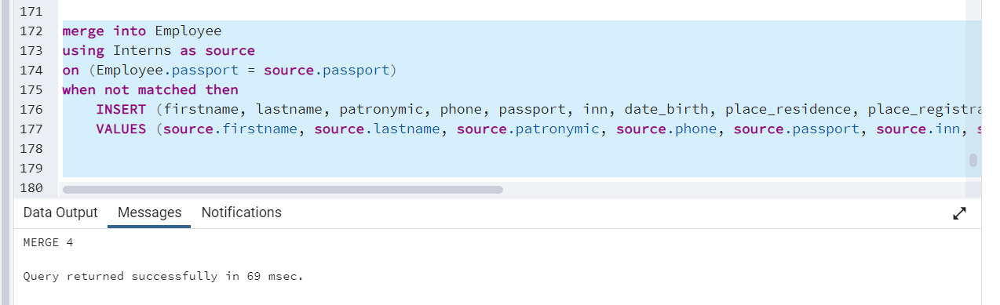 171
172 merge into Employee
173 using Interns as source
174 on (Employee.passport = source.passport)
175 when not matched then
176 INSERT (firstname, lastname, patronymic, phone, passport, inn, date_birth, place_residence, place_registra
177 VALUES (source.firstname, source.lastname, source.patronymic, source.phone, source.passport, source.inn, s
178
179
180
Data Output Messages Notifications
MERGE 4
Query returned successfully in 69 msec.